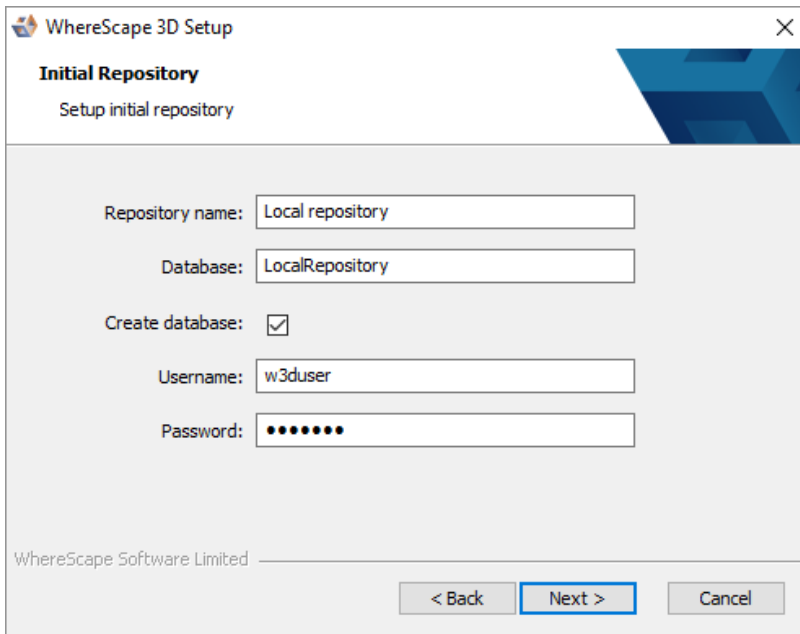 WhereScape 3D Setup
Initial Repository
Setup initial repository
Repository name: Local repository
Database: LocalRepository
Create database:
Username: w3duser
Password: •••••••
WhereScape Software Limited
< Back Next > Cancel